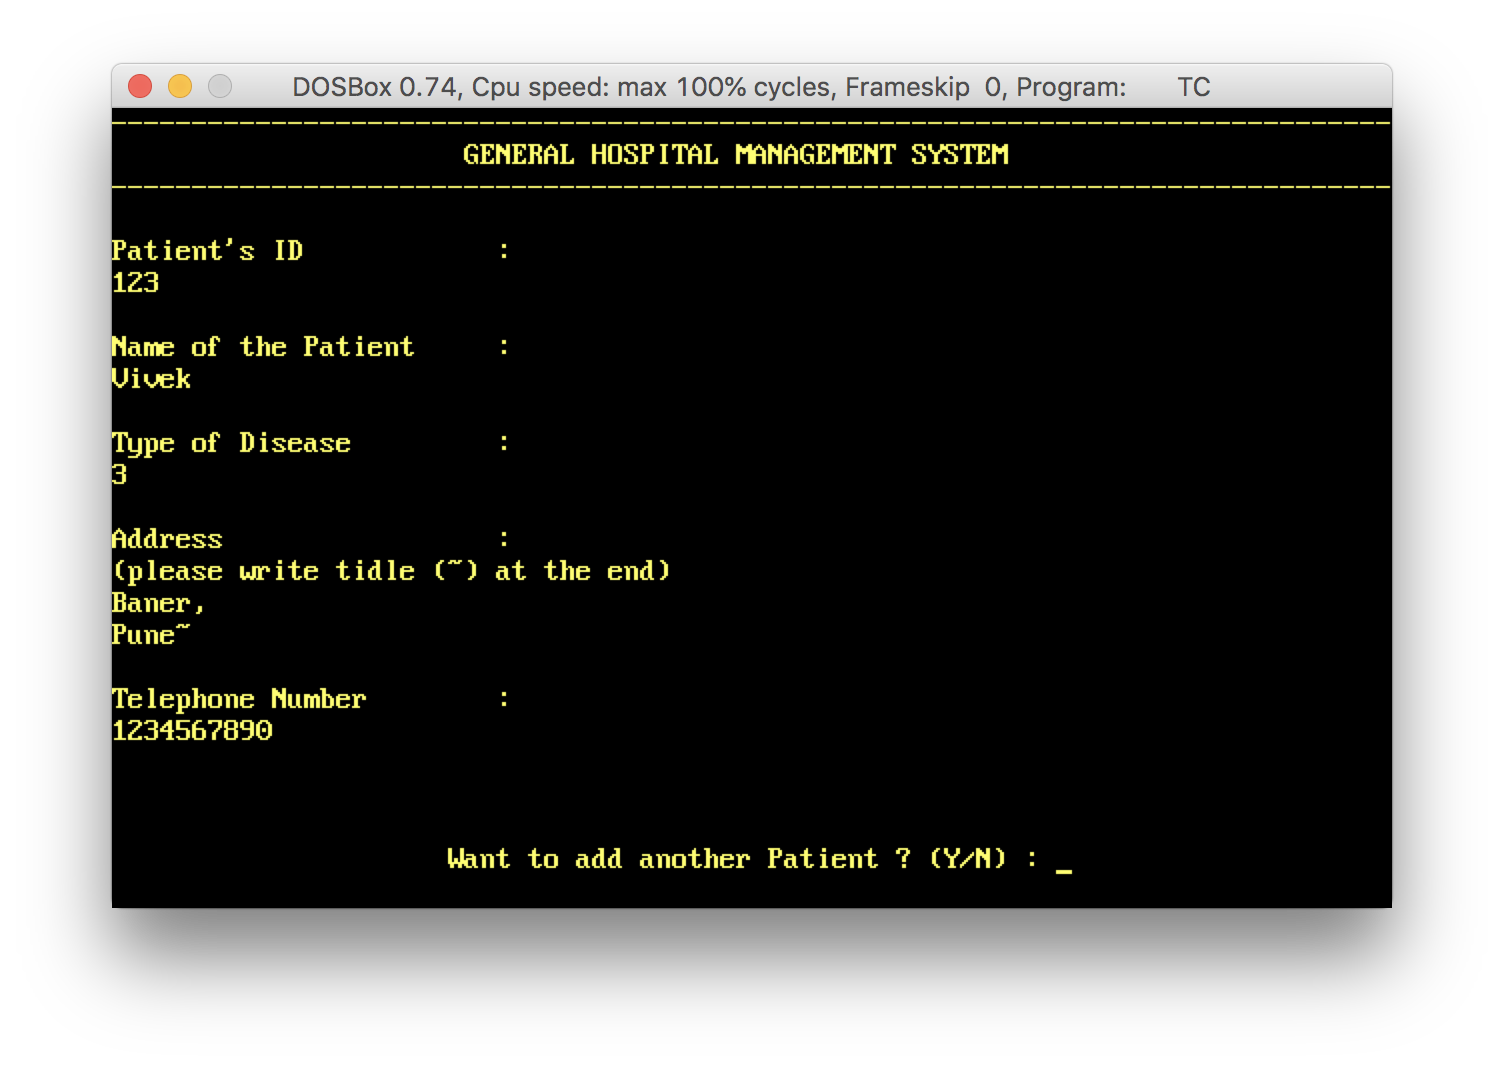 DOSBox 0.74, Cpu speed: max 100% cycles, Frameskip  0, Program:       TC
--------------------------------------------------------------------------------
GENERAL HOSPITAL MANAGEMENT SYSTEM
--------------------------------------------------------------------------------
Patient's ID            :
123
Name of the Patient     :
Vivek
Type of Disease         :
3
Address                 :
(please write tidle (~) at the end)
Baner,
Pune~
Telephone Number        :
1234567890
Want to add another Patient ? (Y/N) : _